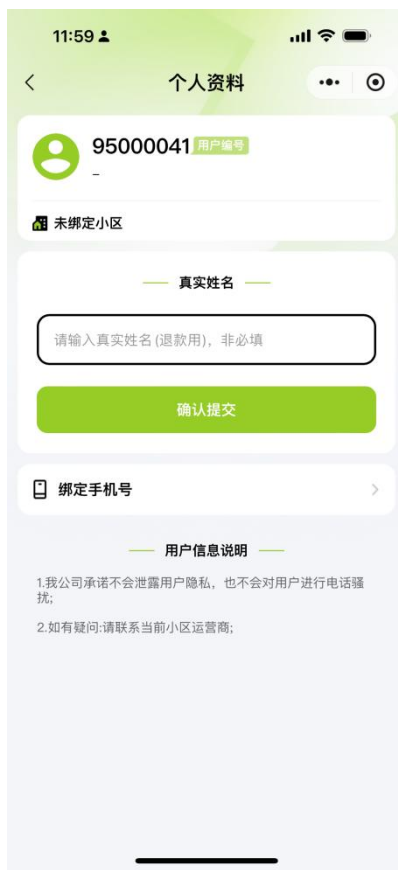 11:59
个人资料
95000041 用户编号
-
未绑定小区
真实姓名
请输入真实姓名(退款用)，非必填
确认提交
绑定手机号
用户信息说明
1.我公司承诺不会泄露用户隐私，也不会对用户进行电话骚
扰;
2.如有疑问:请联系当前小区运营商;